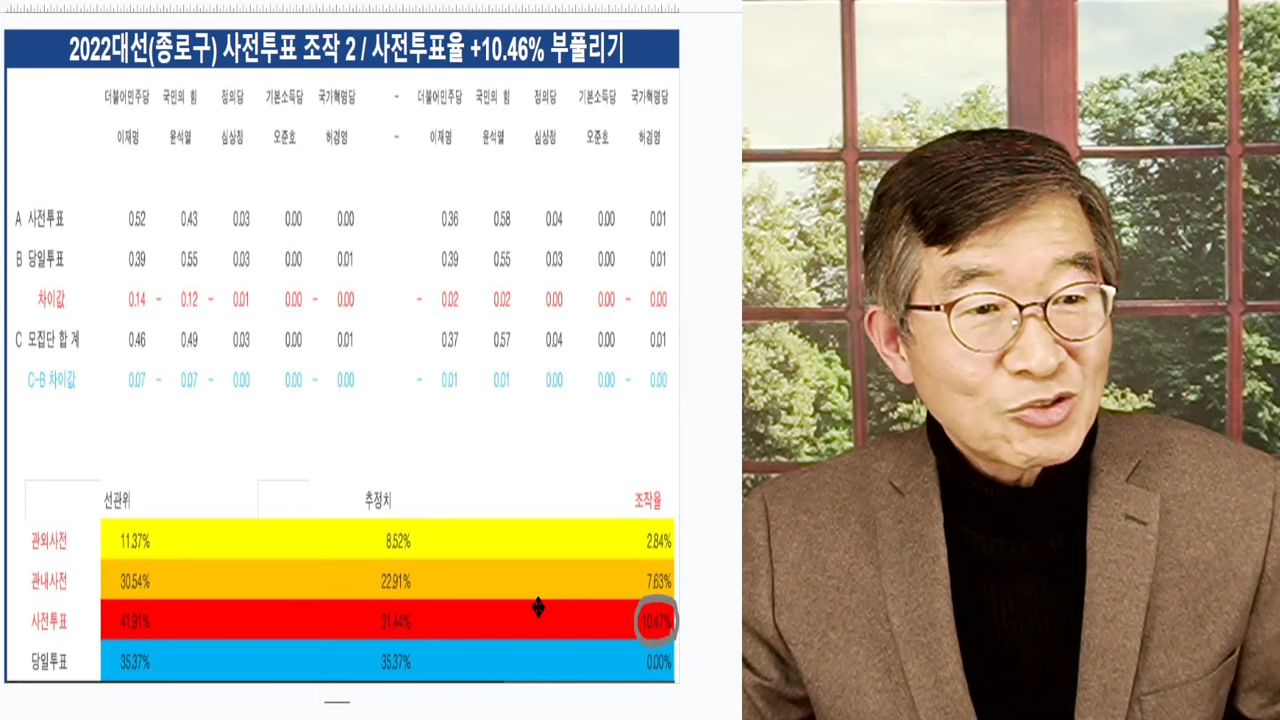 2022대선(종로구) 사전투표 조작 2 / 사전투표율 +10.46% 부풀리기
더불어민주당 국민의 힘 정의당 기본소득당 국가혁명당 - 더불어민주당 국민의 힘 정의당 기본소득당 국가혁명당
이재명 윤석열 심상정 오준호 허경영 - 이재명 윤석열 심상정 오준호 허경영
A 사전투표 0.52 0.43 0.03 0.00 0.00 0.36 0.58 0.04 0.00 0.01
B 당일투표 0.39 0.55 0.03 0.00 0.01 0.39 0.55 0.03 0.00 0.01
차이값 0.14 - 0.12 - 0.01 0.00 - 0.00 - 0.02 0.02 0.00 0.00 - 0.00
C 모집단 합 계 0.46 0.49 0.03 0.00 0.01 0.37 0.57 0.04 0.00 0.01
C-B 차이값 0.07 - 0.07 - 0.00 0.00 - 0.00 - 0.01 0.01 0.00 0.00 - 0.00
선관위 추정치 조작율
관외사전 11.37% 8.52% 2.84%
관내사전 30.54% 22.91% 7.63%
사전투표 41.91% 31.44% 10.47%
당일투표 35.37% 35.37% 0.00%